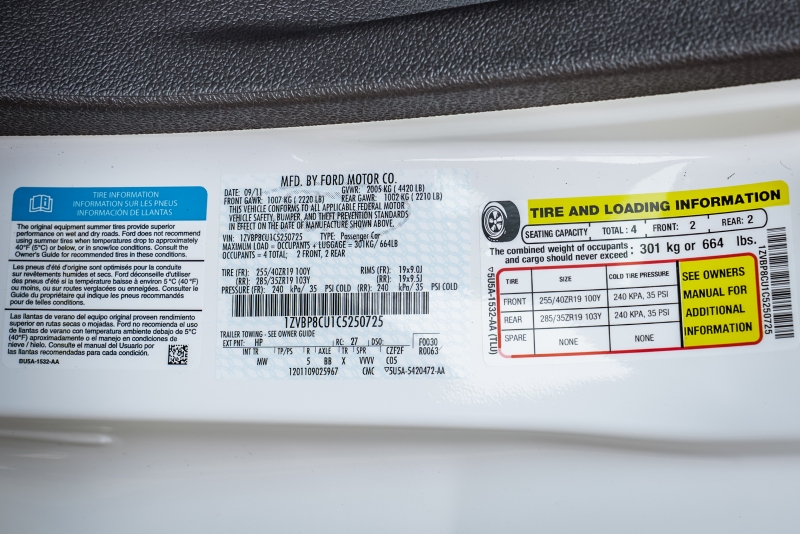 TIRE INFORMATION
INFORMATION SUR LES PNEUS
INFORMACIÓN DE LLANTAS
The original equipment summer tires provide superior
performance on wet and dry roads. Ford does not recommend
using summer tires when temperatures drop to approximately
40°F (5°C) or below, or in snow/ice conditions. Consult the
Owner's Guide for recommended tires in these conditions.
Les pneus d'été d'origine sont optimisés pour la conduite
sur revêtements humides et secs. Ford déconseille d'utiliser
des pneus d'été si la température baisse à environ 5 °C (40 °F)
ou moins, ou sur routes verglacées ou enneigées. Consulter le
Guide du propriétaire qui indique les pneus recommandés
pour de telles conditions.
Las llantas de verano del equipo original proveen rendimiento
superior en rutas secas o mojadas. Ford no recomienda el uso
de llantas de verano con temperatura ambiente debajo de 5°C
(40°F) aproximadamente o el manejo en condiciones de
nieve / hielo. Consulte el manual del Usuario por
las llantas recomendadas para cada condición.
8USA-1532-AA
MFD. BY FORD MOTOR CO.
DATE: 09/11 GVWR: 2005 KG ( 4420 LB)
FRONT GAWR: 1007 KG ( 2220 LB) REAR GAWR: 1002 KG ( 2210 LB)
THIS VEHICLE CONFORMS TO ALL APPLICABLE FEDERAL MOTOR
VEHICLE SAFETY, BUMPER, AND THEFT PREVENTION STANDARDS
IN EFFECT ON THE DATE OF MANUFACTURE SHOWN ABOVE.
VIN: 1ZVBP8CU1C5250725 TYPE: Passenger Car
MAXIMUM LOAD = OCCUPANTS + LUGGAGE = 301KG/ 664LB
OCCUPANTS = 4 TOTAL; 2 FRONT, 2 REAR
TIRE (FR): 255/40ZR19 100Y RIMS (FR): 19x9.0J
(RR): 285/35ZR19 103Y (RR): 19x9.5J
PRESSURE (FR): 240 kPa/ 35 PSI COLD (RR): 240 kPa/ 35 PSI COLD
1ZVBP8CU1C5250725
TRAILER TOWING - SEE OWNER GUIDE
EXT PNT: HP RC: 27 DSO: F0030
INT TR TP/PS R AXLE TR SPR CZF2F R0063
MW 5 BB X VVVV C05
1201109025967 CMC 5U5A-5420472-AA
TIRE AND LOADING INFORMATION
SEATING CAPACITY TOTAL : 4 FRONT: 2 REAR: 2
The combined weight of occupants
and cargo should never exceed : 301 kg or 664 lbs.
TIRE SIZE COLD TIRE PRESSURE
FRONT 255/40ZR19 100Y 240 KPA, 35 PSI
REAR 285/35ZR19 103Y 240 KPA, 35 PSI
SPARE NONE NONE
SEE OWNERS
MANUAL FOR
ADDITIONAL
INFORMATION
5U5A-1532-AA (TLU)
1ZVBP8CU1C5250725